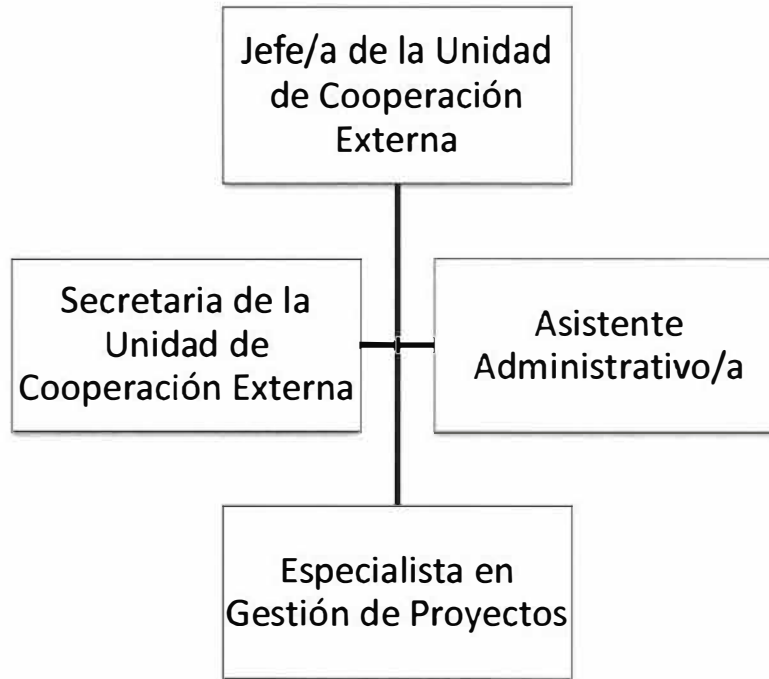 Jefe/a de la Unidad
de Cooperación
Externa
Secretaria de la
Unidad de
Cooperación Externa
Asistente
Administrativo/a
Especialista en
Gestión de Proyectos